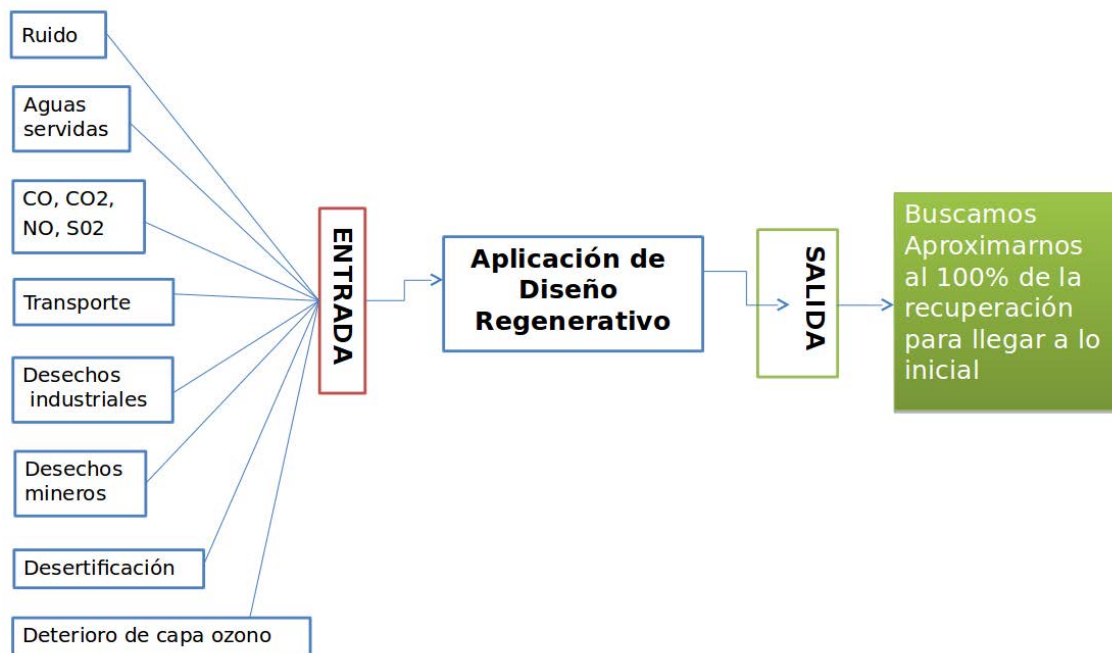 Ruido
Aguas
servidas
CO, CO2,
NO, S02
Transporte
Desechos
industriales
Desechos
mineros
Desertificación
Deterioro de capa ozono
ENTRADA
Aplicación de
Diseño
Regenerativo
SALIDA
Buscamos
Aproximarnos
al 100% de la
recuperación
para llegar a lo
inicial